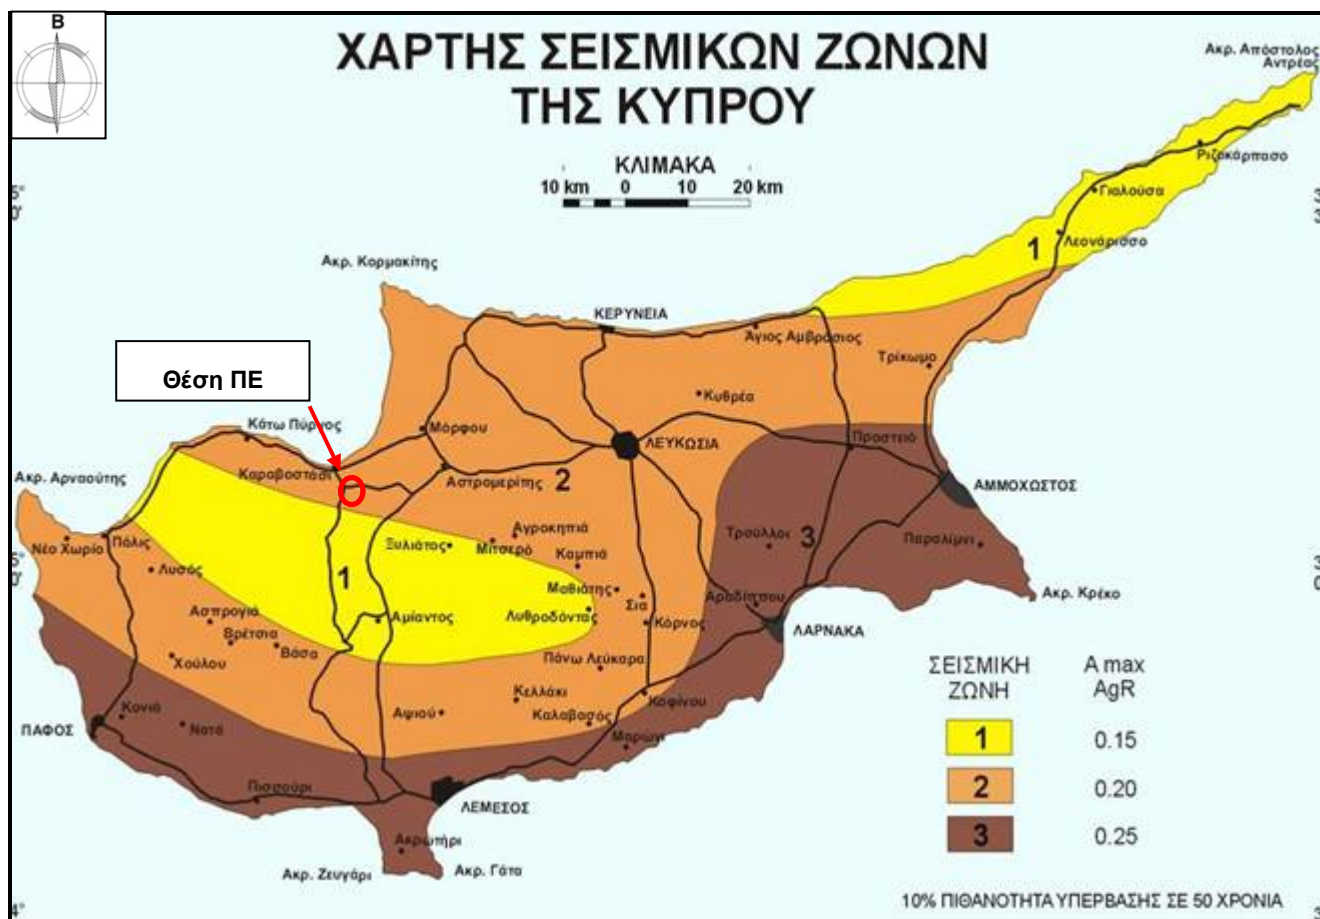 Β
ΧΑΡΤΗΣ ΣΕΙΣΜΙΚΩΝ ΖΩΝΩΝ
ΤΗΣ ΚΥΠΡΟΥ
ΚΛΙΜΑΚΑ
10 km 0 10 20 km
Ακρ. Απόστολος
Αντρέας
Ριζοκάρπασο
Γιαλούσα
Λεονάρισσο
1
Ακρ. Κορμακίτης
ΚΕΡΥΝΕΙΑ
Άγιος Αμβρόσιος
Τρίκωμο
Θέση ΠΕ
Κυθρέα
Κάτω Πύργος
Μόρφου
ΛΕΥΚΩΣΙΑ
Πραστειό
Καραβοστάσι
Αστρομερίτης
2
Ακρ. Αρναούτης
ΑΜΜΟΧΩΣΤΟΣ
Νέο Χωρίο
Πόλις
Ξυλιάτος
Αγροκηπιά
Μιτσερό
Καμπιά
Τρούλλοι
3
Παραλίμνι
Λυσός
1
Μαθιάτης
Σιά
Αραδίππου
Ακρ. Κρέκο
Ασπρογιά
Αμίαντος
Λυθροδόντας
Κόρνος
ΛΑΡΝΑΚΑ
Βρέτσια
Βάσα
Χούλου
Πάνω Λεύκαρα
Κελλάκι
Κοφίνου
Κονιά
Νατά
Αψιού
Καλαβασός
ΠΑΦΟΣ
Μαρώνι
Πισσούρι
ΛΕΜΕΣΟΣ
Ακρωτήρι
Ακρ. Ζευγάρι
Ακρ. Γάτα
ΣΕΙΣΜΙΚΗ
ΖΩΝΗ
A max
AgR
1 0.15
2 0.20
3 0.25
10% ΠΙΘΑΝΟΤΗΤΑ ΥΠΕΡΒΑΣΗΣ ΣΕ 50 ΧΡΟΝΙΑ